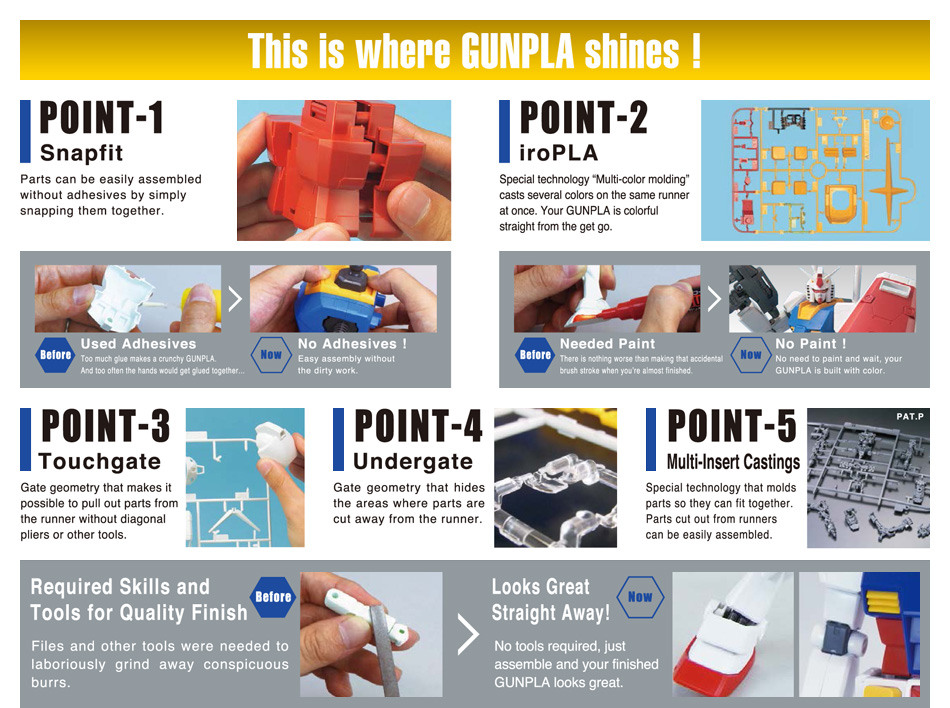 This is where GUNPLA shines !
POINT-1
Snapfit
Parts can be easily assembled
without adhesives by simply
snapping them together.
Before
Used Adhesives
Too much glue makes a crunchy GUNPLA.
And too often the hands would get glued together...
Now
No Adhesives !
Easy assembly without
the dirty work.
POINT-2
iroPLA
Special technology “Multi-color molding”
casts several colors on the same runner
at once. Your GUNPLA is colorful
straight from the get go.
Before
Needed Paint
There is nothing worse than making that accidental
brush stroke when you're almost finished.
Now
No Paint !
No need to paint and wait, your
GUNPLA is built with color.
POINT-3
Touchgate
Gate geometry that makes it
possible to pull out parts from
the runner without diagonal
pliers or other tools.
POINT-4
Undergate
Gate geometry that hides
the areas where parts are
cut away from the runner.
POINT-5
Multi-Insert Castings
Special technology that molds
parts so they can fit together.
Parts cut out from runners
can be easily assembled.
PAT.P
Required Skills and
Tools for Quality Finish
Before
Files and other tools were needed to
laboriously grind away conspicuous
burrs.
Looks Great
Straight Away!
Now
No tools required, just
assemble and your finished
GUNPLA looks great.